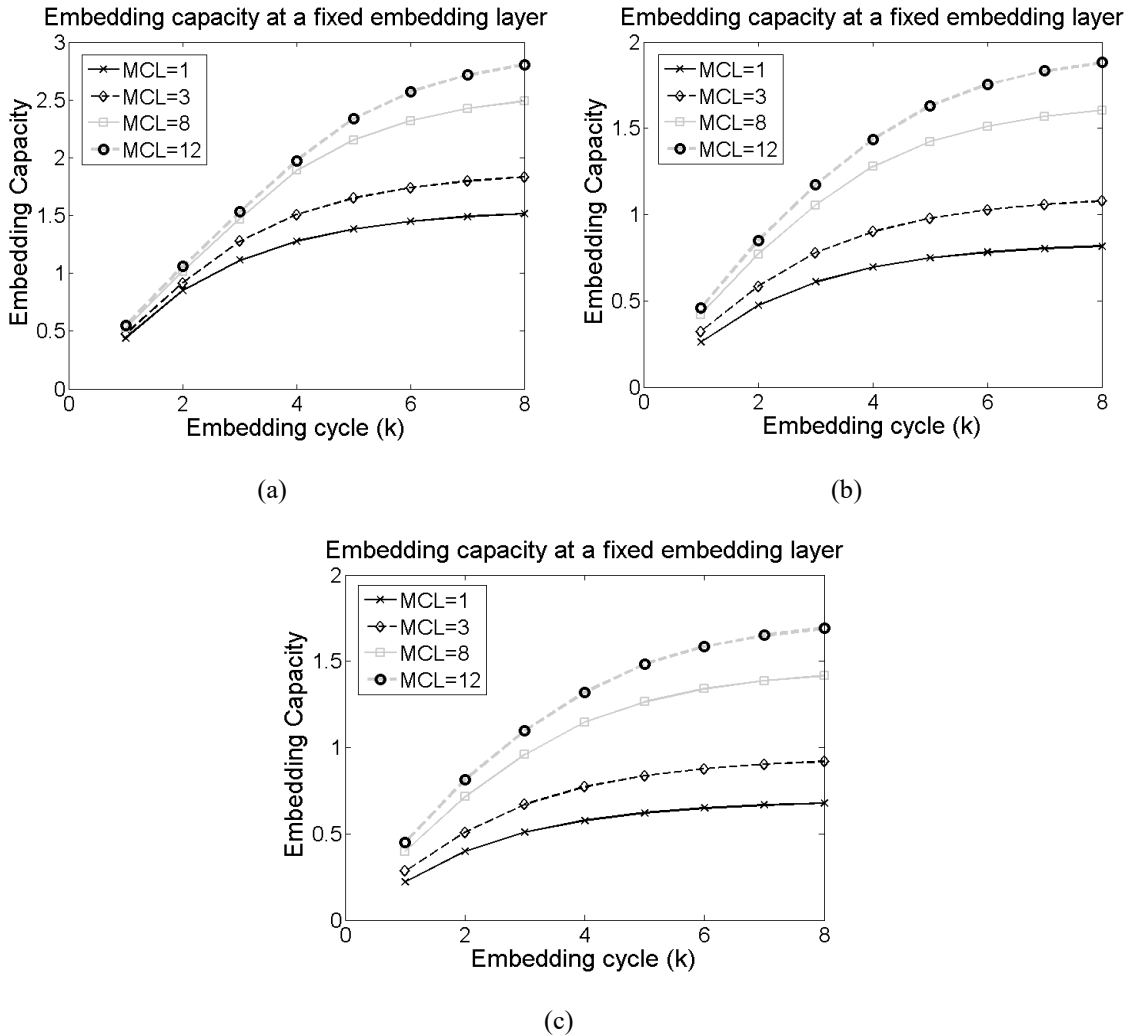 Embedding capacity at a fixed embedding layer
3
2.5
2
1.5
1
0.5
0
Embedding Capacity
MCL=1
MCL=3
MCL=8
MCL=12
0 2 4 6 8
Embedding cycle (k)
(a)
Embedding capacity at a fixed embedding layer
2
1.5
1
0.5
0
Embedding Capacity
MCL=1
MCL=3
MCL=8
MCL=12
0 2 4 6 8
Embedding cycle (k)
(b)
Embedding capacity at a fixed embedding layer
2
1.5
1
0.5
0
Embedding Capacity
MCL=1
MCL=3
MCL=8
MCL=12
0 2 4 6 8
Embedding cycle (k)
(c)